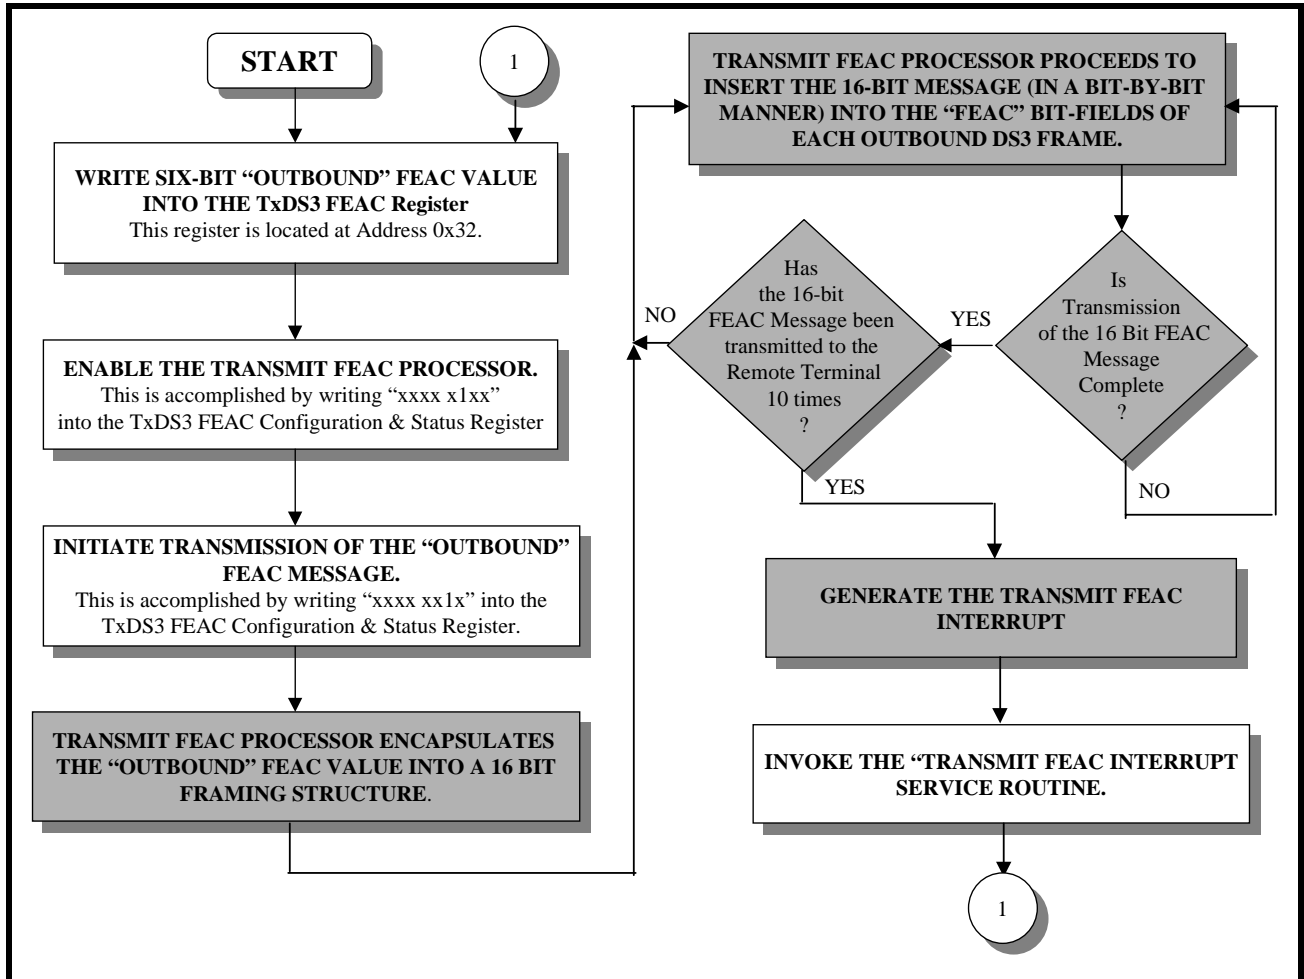 START
1
WRITE SIX-BIT “OUTBOUND” FEAC VALUE
INTO THE TxDS3 FEAC Register
This register is located at Address 0x32.
ENABLE THE TRANSMIT FEAC PROCESSOR.
This is accomplished by writing “xxxx x1xx”
into the TxDS3 FEAC Configuration & Status Register
INITIATE TRANSMISSION OF THE “OUTBOUND”
FEAC MESSAGE.
This is accomplished by writing “xxxx xx1x” into the
TxDS3 FEAC Configuration & Status Register.
TRANSMIT FEAC PROCESSOR ENCAPSULATES
THE “OUTBOUND” FEAC VALUE INTO A 16 BIT
FRAMING STRUCTURE.
TRANSMIT FEAC PROCESSOR PROCEEDS TO
INSERT THE 16-BIT MESSAGE (IN A BIT-BY-BIT
MANNER) INTO THE “FEAC” BIT-FIELDS OF
EACH OUTBOUND DS3 FRAME.
Is
Transmission
of the 16 Bit FEAC
Message
Complete
?
NO
YES
Has
the 16-bit
FEAC Message been
transmitted to the
Remote Terminal
10 times
?
NO
YES
GENERATE THE TRANSMIT FEAC
INTERRUPT
INVOKE THE “TRANSMIT FEAC INTERRUPT
SERVICE ROUTINE.
1